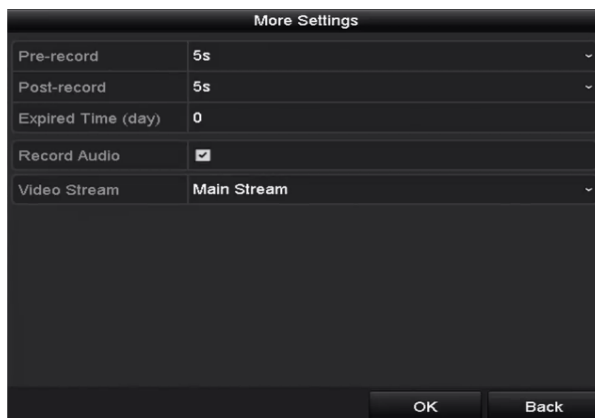 More Settings
Pre-record 5s
Post-record 5s
Expired Time (day) 0
Record Audio
Video Stream Main Stream
OK Back